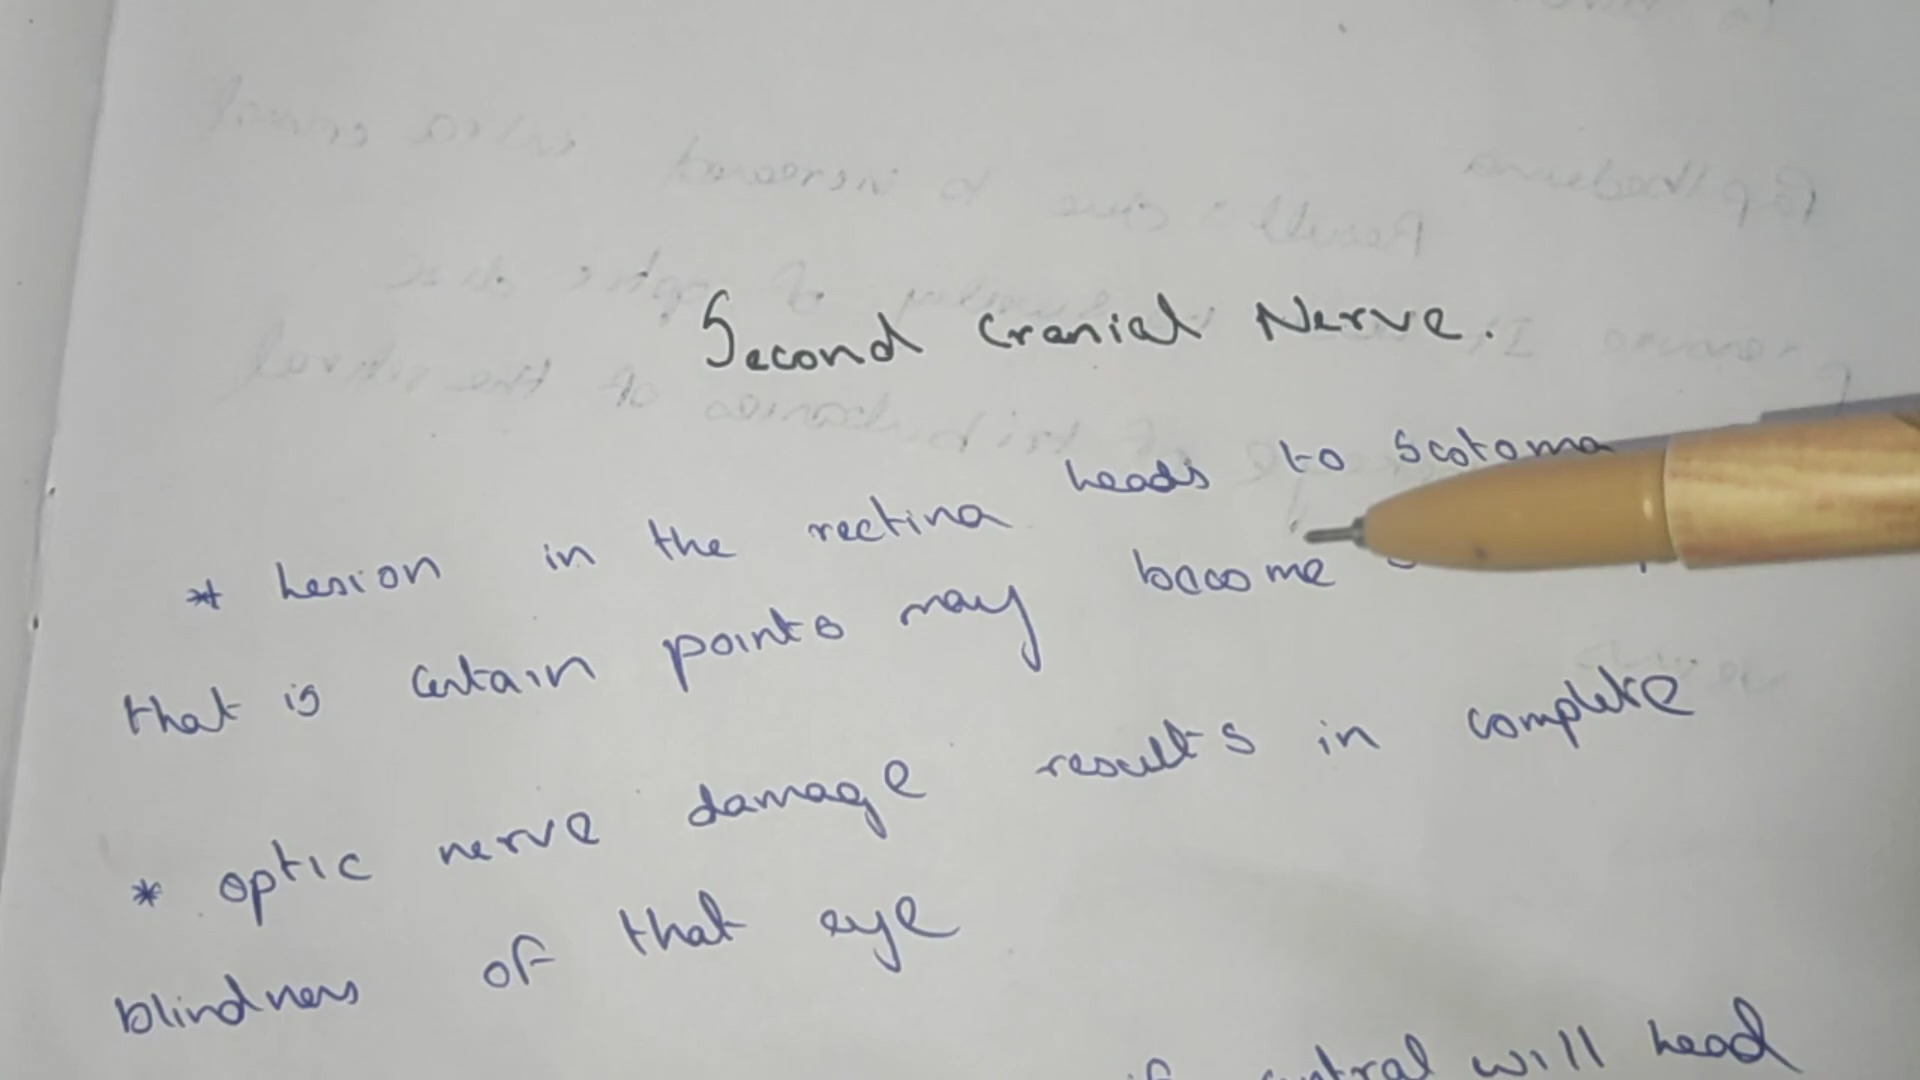 Second Cranial Nerve.
* Lesion in the rectina leads to Scotoma
that is certain points may become
* optic nerve damage results in complete
blindness of that eye
will lead